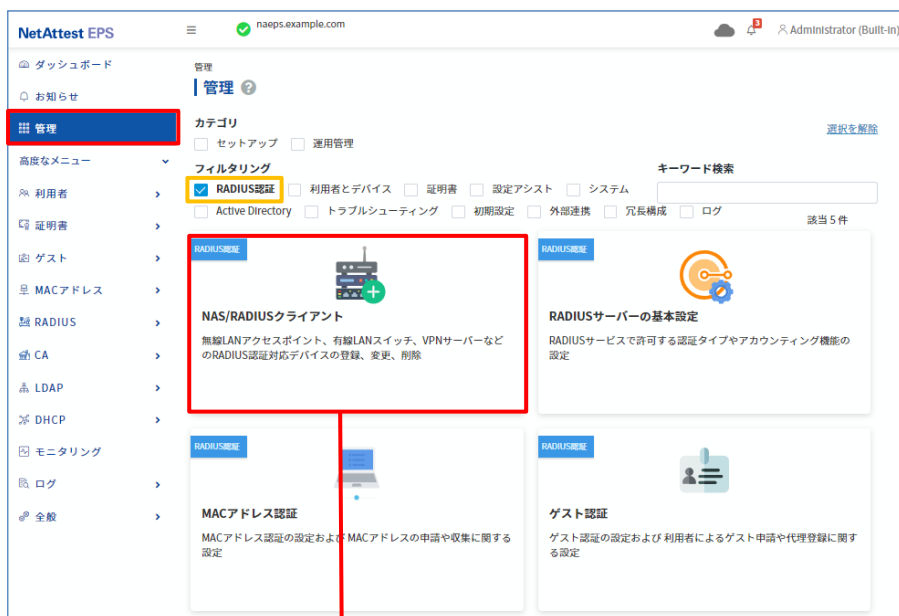 NetAttest EPS
naeps.example.com
3
Administrator (Built-in)
ダッシュボード
お知らせ
管理
高度なメニュー
利用者
証明書
ゲスト
MACアドレス
RADIUS
CA
LDAP
DHCP
モニタリング
ログ
全般
管理
管理 ?
カテゴリ
選択を解除
セットアップ 運用管理
フィルタリング キーワード検索
RADIUS認証 利用者とデバイス 証明書 設定アシスト システム
Active Directory トラブルシューティング 初期設定 外部連携 冗長構成 ログ
該当 5 件
RADIUS認証
NAS/RADIUSクライアント
無線LANアクセスポイント、有線LANスイッチ、VPNサーバーなど
のRADIUS認証対応デバイスの登録、変更、削除
RADIUS認証
RADIUSサーバーの基本設定
RADIUSサービスで許可する認証タイプやアカウンティング機能の
設定
RADIUS認証
MACアドレス認証
MACアドレス認証の設定および MACアドレスの申請や収集に関する
設定
RADIUS認証
ゲスト認証
ゲスト認証の設定および 利用者によるゲスト申請や代理登録に関す
る設定